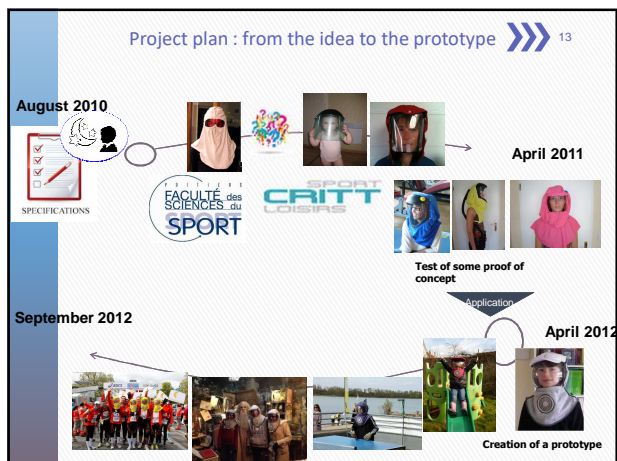 Project plan : from the idea to the prototype
13
August 2010
SPECIFICATIONS
POITIERS
FACULTÉ des
SCIENCES du
SPORT
SPORT
CRITT
LOISIRS
April 2011
Test of some proof of
concept
Application
September 2012
April 2012
Creation of a prototype